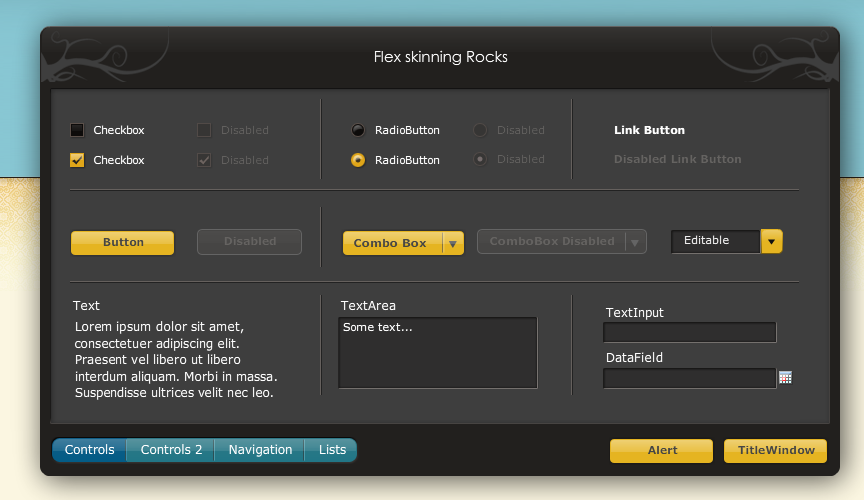 Flex skinning Rocks
Checkbox
Disabled
RadioButton
Disabled
Link Button
Checkbox
Disabled
RadioButton
Disabled
Disabled Link Button
Button
Disabled
Combo Box
ComboBox Disabled
Editable
Text
Lorem ipsum dolor sit amet,
consectetuer adipiscing elit.
Praesent vel libero ut libero
interdum aliquam. Morbi in massa.
Suspendisse ultrices velit nec leo.
TextArea
Some text...
TextInput
DataField
Controls
Controls 2
Navigation
Lists
Alert
TitleWindow